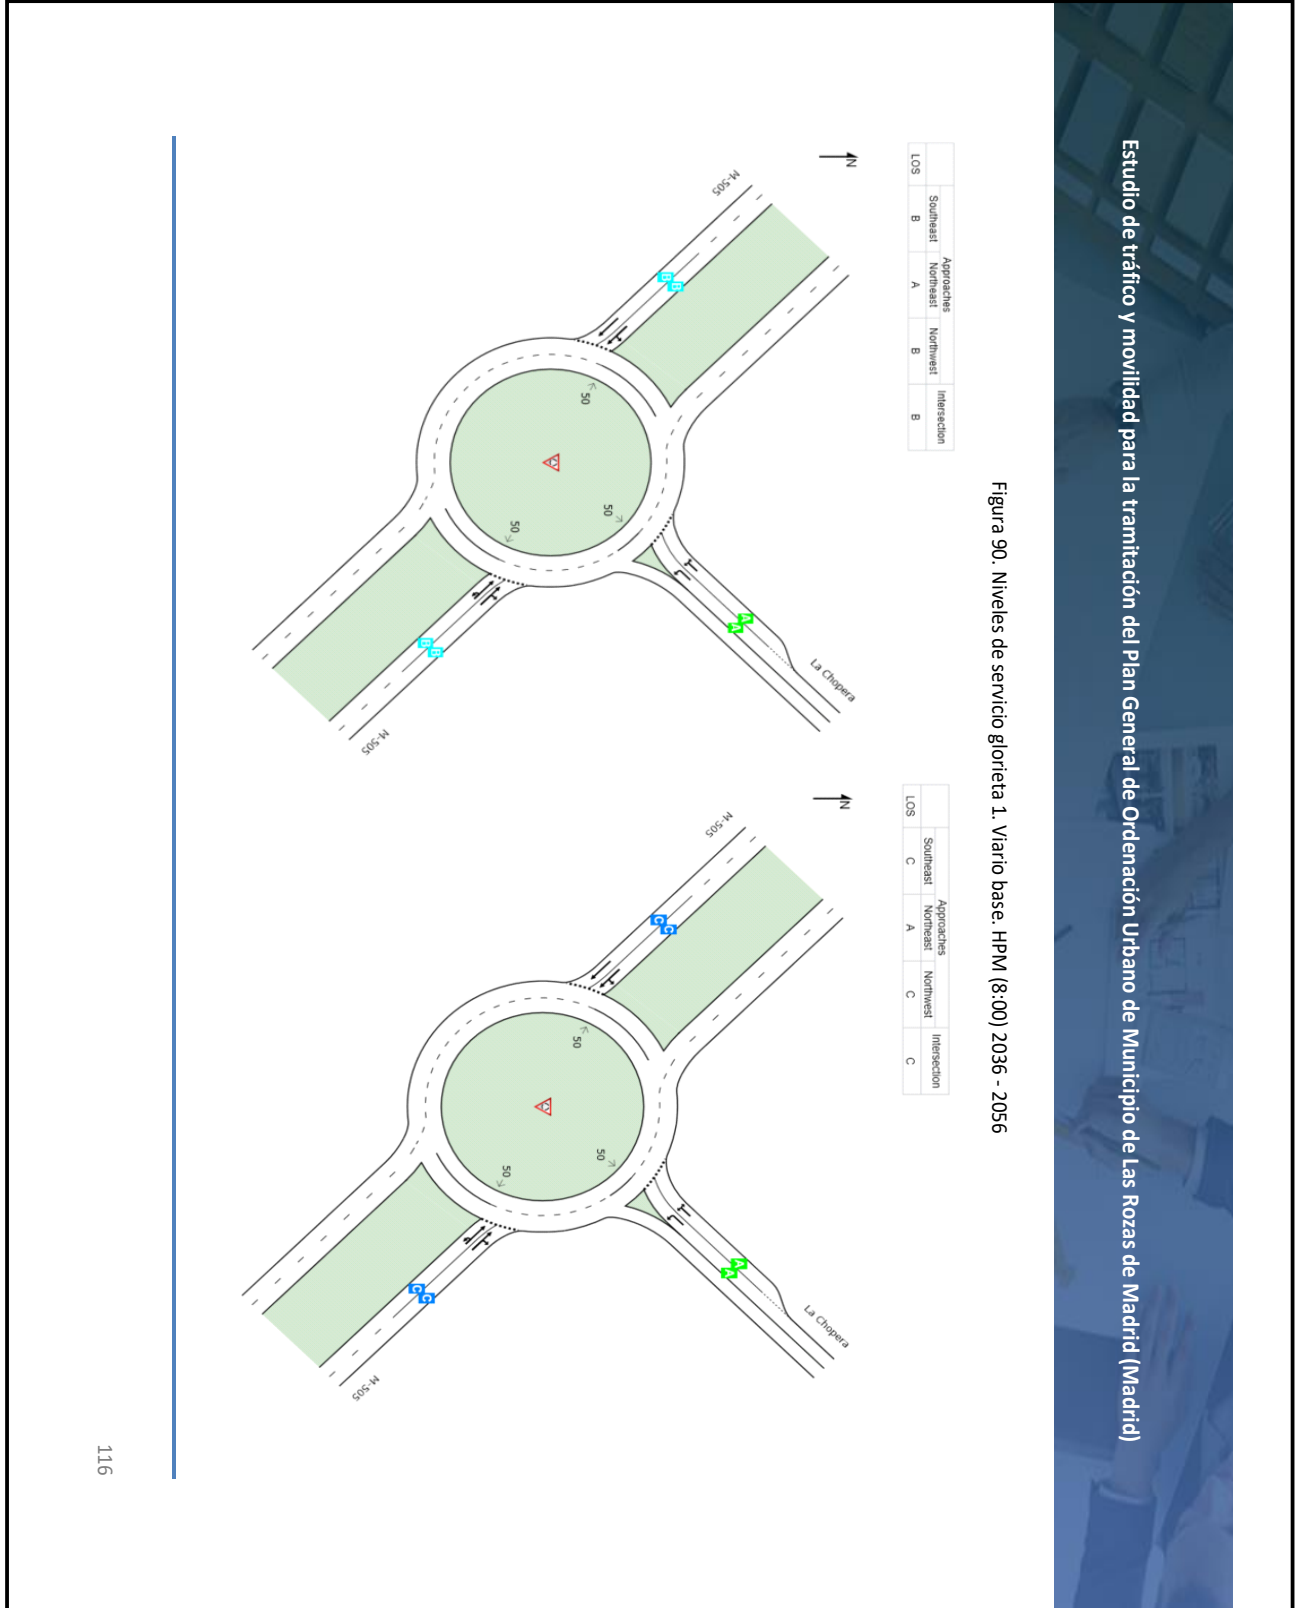 Estudio de tráfico y movilidad para la tramitación del Plan General de Ordenación Urbano de Municipio de Las Rozas de Madrid (Madrid)
Figura 90. Niveles de servicio glorieta 1. Viario base. HPM (8:00) 2036 - 2056
Approaches Intersection
Southeast Northeast Northwest
LOS B A B B
N
M-505
B B
50
50
50
A A
La Chopera
B B
M-505
Approaches Intersection
Southeast Northeast Northwest
LOS C A C C
N
M-505
C C
50
50
50
A A
La Chopera
C C
M-505
116